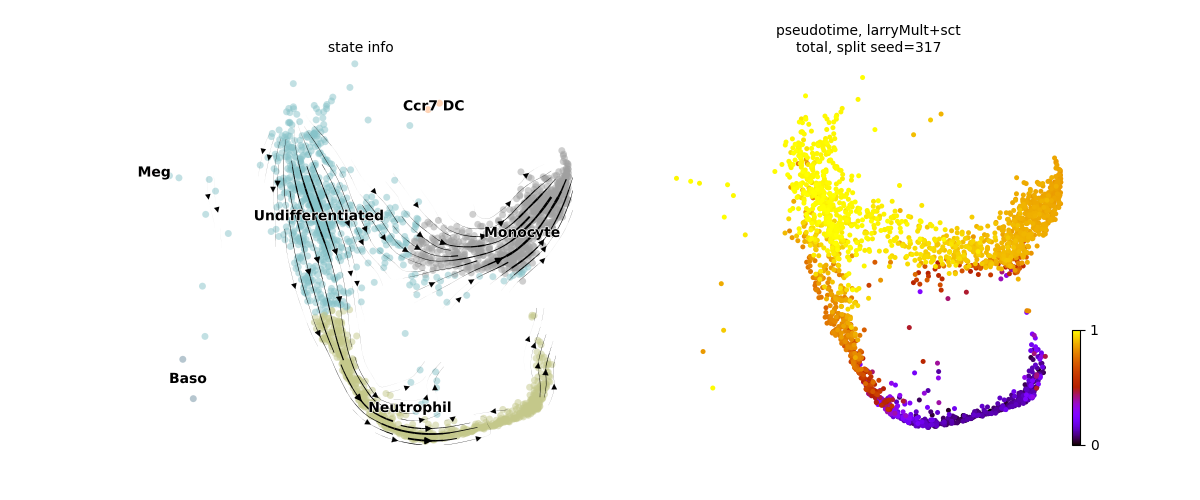 state info
Ccr7 DC
Meg
Undifferentiated
Monocyte
Baso
Neutrophil
pseudotime, larryMult+sct
total, split seed=317
1
0